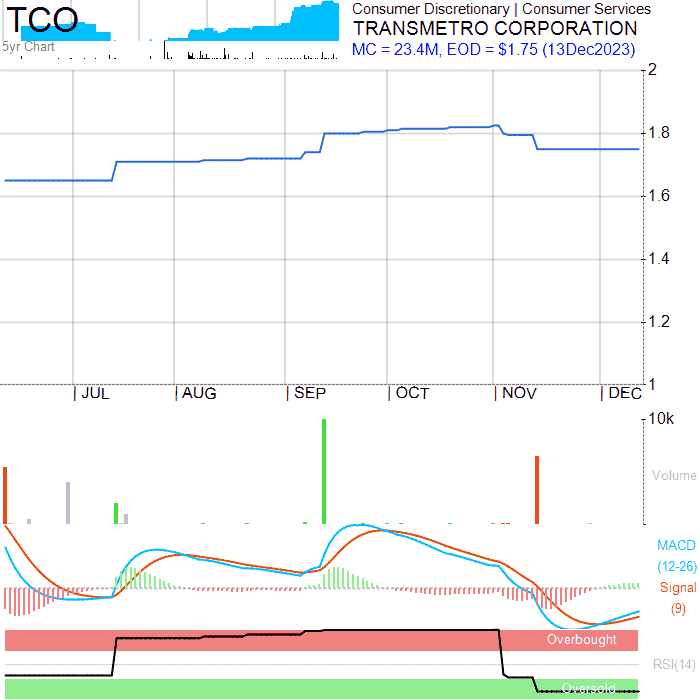 TCO
5yr Chart
Consumer Discretionary | Consumer Services
TRANSMETRO CORPORATION
MC = 23.4M, EOD = $1.75 (13Dec2023)
2
1.8
1.6
1.4
1.2
1
| JUL | AUG | SEP | OCT | NOV | DEC
10k
Volume
MACD
(12-26)
Signal
(9)
Overbought
RSI(14)
Oversold